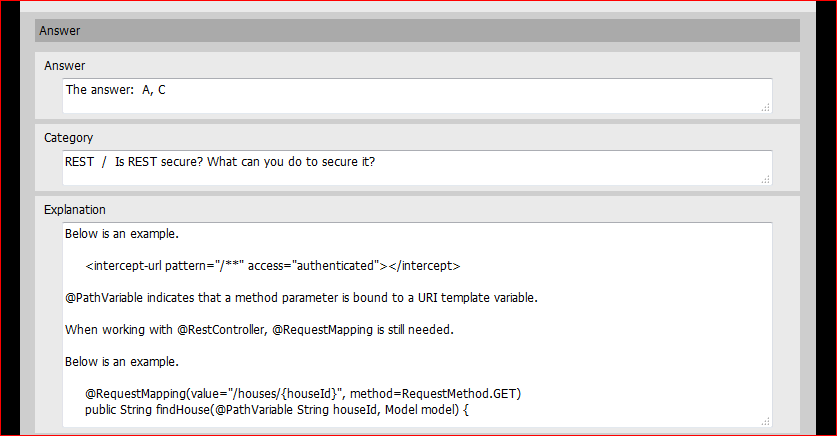 Answer
Answer
The answer:  A, C
Category
REST  /  Is REST secure? What can you do to secure it?
Explanation
Below is an example.
<intercept-url pattern="/**" access="authenticated"></intercept>
@PathVariable indicates that a method parameter is bound to a URI template variable.
When working with @RestController, @RequestMapping is still needed.
Below is an example.
@RequestMapping(value="/houses/{houseId}", method=RequestMethod.GET)
public String findHouse(@PathVariable String houseId, Model model) {